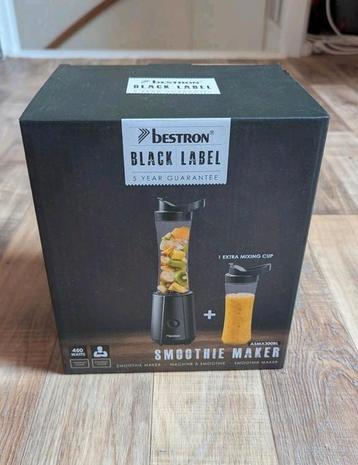 BESTRON®
BLACK LABEL
BESTRON®
BLACK LABEL
5 YEAR GUARANTEE
1 EXTRA MIXING CUP
+
460
WATTS
ASMA300BL
SMOOTHIE MAKER
SMOOTHIE MAKER - MACHINE À SMOOTHIE - SMOOTHIE MAKER